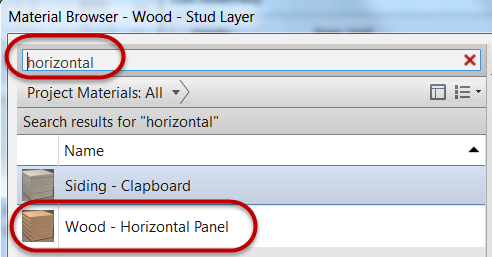 Material Browser - Wood - Stud Layer
horizontal
Project Materials: All
Search results for "horizontal"
Name
Siding - Clapboard
Wood - Horizontal Panel